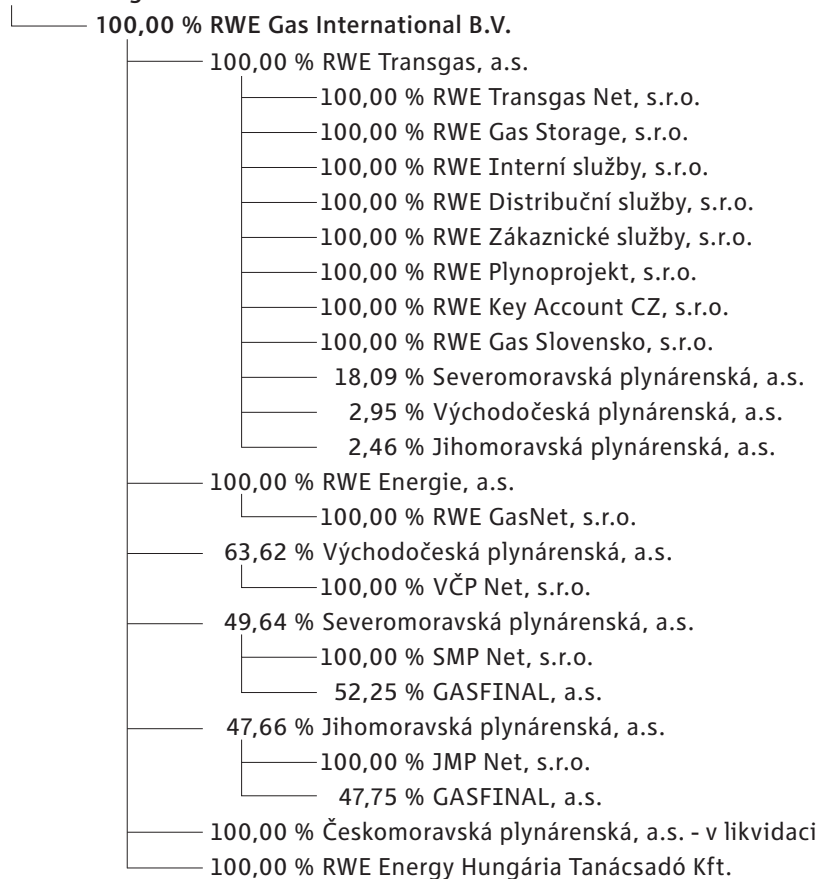 100,00 % RWE Gas International B.V.
100,00 % RWE Transgas, a.s.
100,00 % RWE Transgas Net, s.r.o.
100,00 % RWE Gas Storage, s.r.o.
100,00 % RWE Interní služby, s.r.o.
100,00 % RWE Distribuční služby, s.r.o.
100,00 % RWE Zákaznické služby, s.r.o.
100,00 % RWE Plynoprojekt, s.r.o.
100,00 % RWE Key Account CZ, s.r.o.
100,00 % RWE Gas Slovensko, s.r.o.
18,09 % Severomoravská plynárenská, a.s.
2,95 % Východočeská plynárenská, a.s.
2,46 % Jihomoravská plynárenská, a.s.
100,00 % RWE Energie, a.s.
100,00 % RWE GasNet, s.r.o.
63,62 % Východočeská plynárenská, a.s.
100,00 % VČP Net, s.r.o.
49,64 % Severomoravská plynárenská, a.s.
100,00 % SMP Net, s.r.o.
52,25 % GASFINAL, a.s.
47,66 % Jihomoravská plynárenská, a.s.
100,00 % JMP Net, s.r.o.
47,75 % GASFINAL, a.s.
100,00 % Českomoravská plynárenská, a.s. - v likvidaci
100,00 % RWE Energy Hungária Tanácsadó Kft.